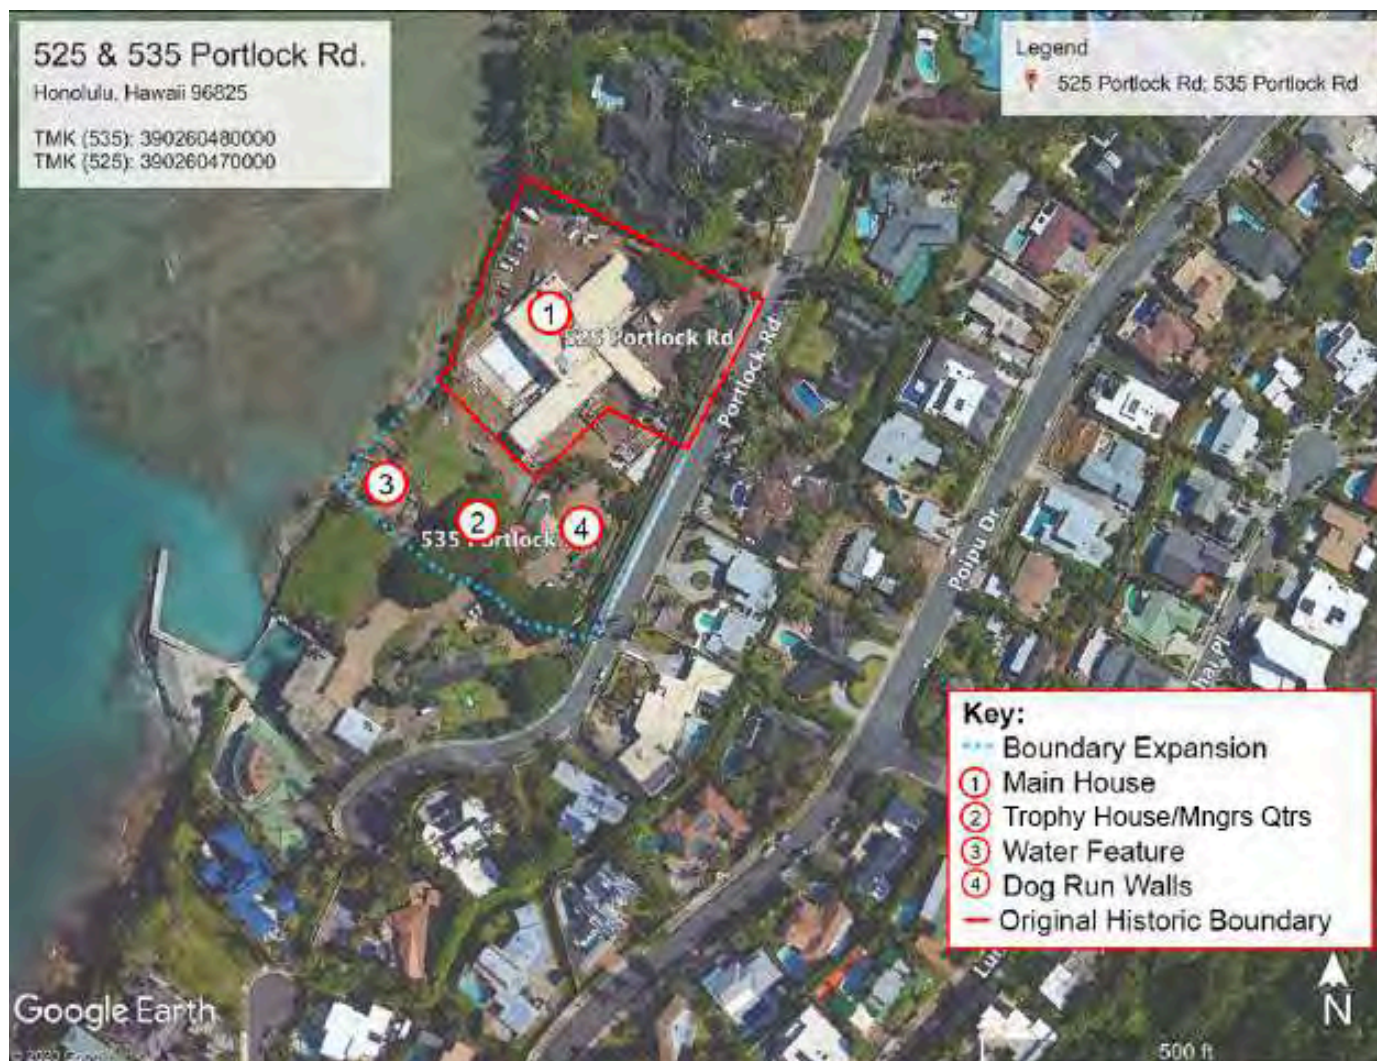 525 & 535 Portlock Rd.
Honolulu, Hawaii 96825
TMK (535): 390260480000
TMK (525): 390260470000
Legend
525 Portlock Rd; 535 Portlock Rd
1
525 Portlock Rd
Portlock Rd
3
2
4
535 Portlock
Poipu Dr
Key:
Boundary Expansion
1 Main House
2 Trophy House/Mngrs Qtrs
3 Water Feature
4 Dog Run Walls
Original Historic Boundary
N
Google Earth
500 ft